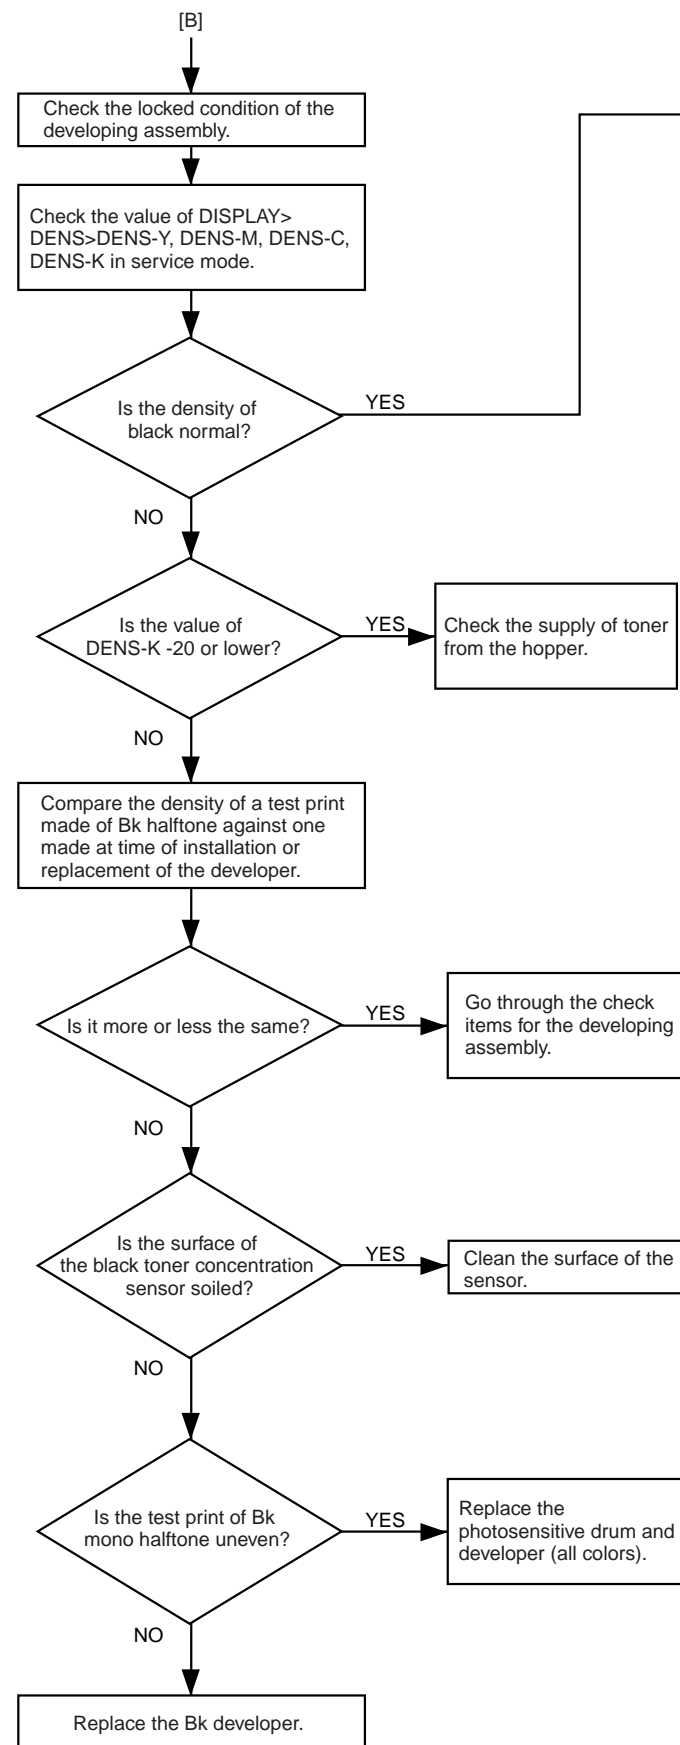 [B]
Check the locked condition of the
developing assembly.
Check the value of DISPLAY>
DENS>DENS-Y, DENS-M, DENS-C,
DENS-K in service mode.
Is the density of
black normal?
YES
NO
Is the value of
DENS-K -20 or lower?
YES
Check the supply of toner
from the hopper.
NO
Compare the density of a test print
made of Bk halftone against one
made at time of installation or
replacement of the developer.
Is it more or less the same?
YES
Go through the check
items for the developing
assembly.
NO
Is the surface of
the black toner concentration
sensor soiled?
YES
Clean the surface of the
sensor.
NO
Is the test print of Bk
mono halftone uneven?
YES
Replace the
photosensitive drum and
developer (all colors).
NO
Replace the Bk developer.